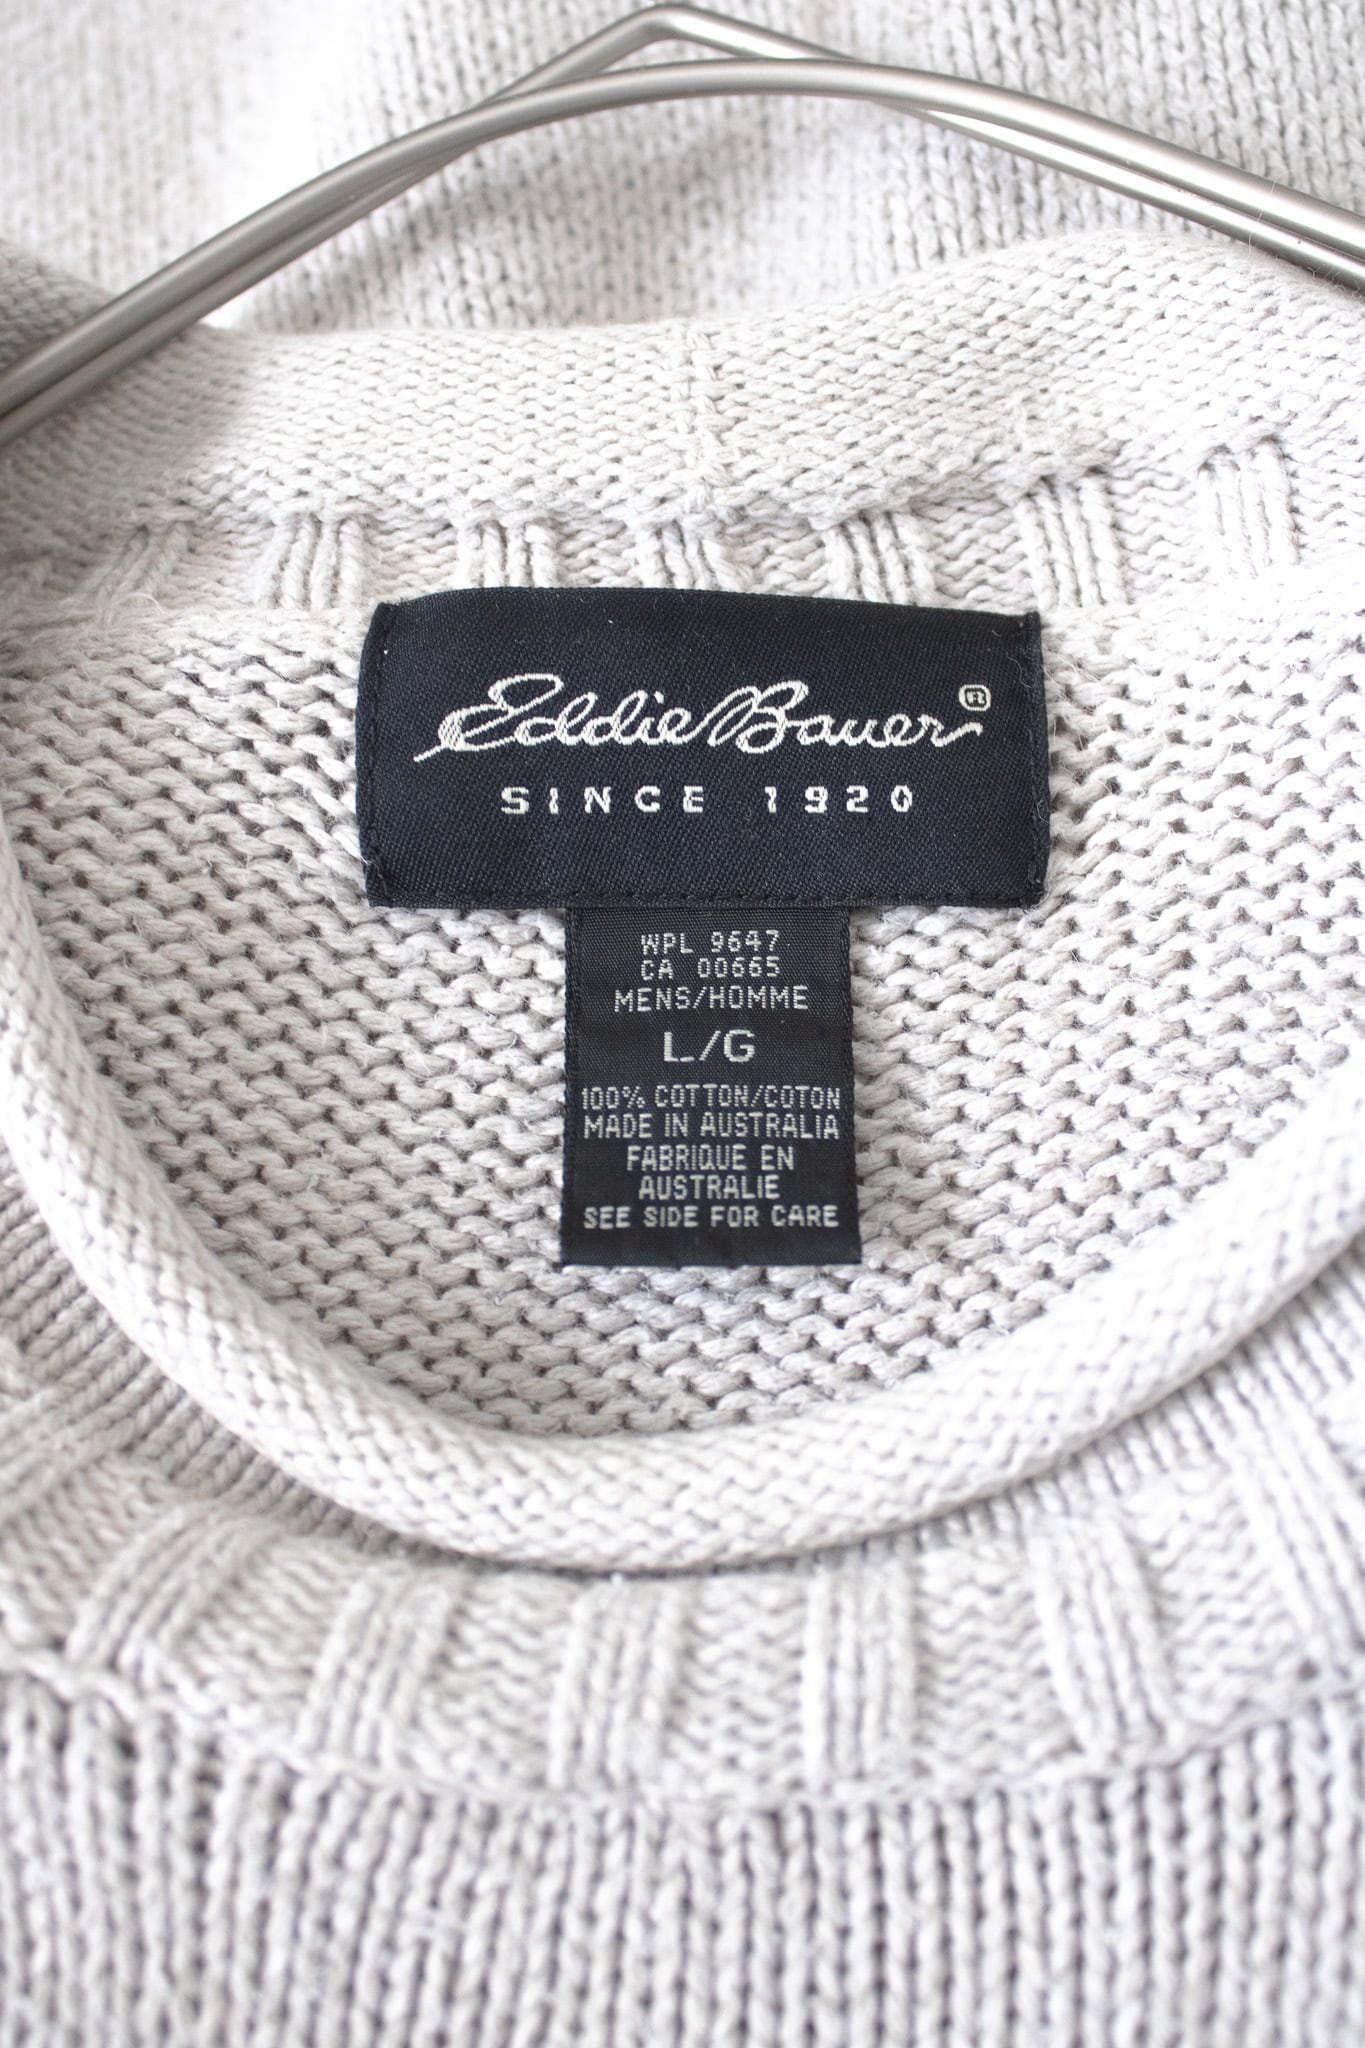 Eddie Bauer®
SINCE 1920
WPL 9647
CA 00665
MENS/HOMME
L/G
100% COTTON/COTON
MADE IN AUSTRALIA
FABRIQUE EN
AUSTRALIE
SEE SIDE FOR CARE